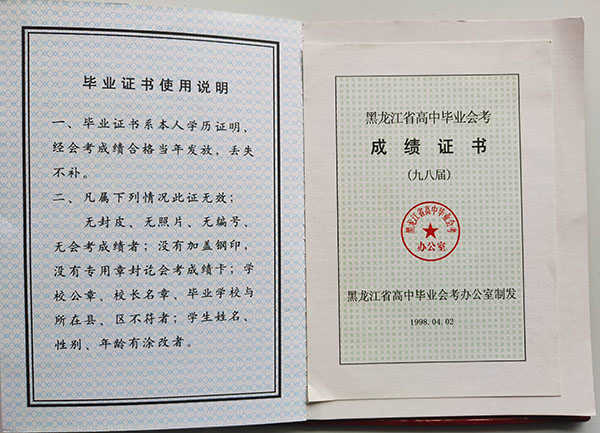 毕业证书使用说明
一、毕业证书系本人学历证明，
经会考成绩合格当年发放，丢失
不补。
二、凡属下列情况此证无效：
无封皮、无照片、无编号、
无会考成绩者；没有加盖钢印，
没有专用章封讫会考成绩卡；学
校公章、校长名章、毕业学校与
所在县、区不符者；学生姓名、
性别、年龄有涂改者。
黑龙江省高中毕业会考
成绩证书
(九八届)
黑龙江省高中毕业会考
办公室
黑龙江省高中毕业会考办公室制发
1998.04.02